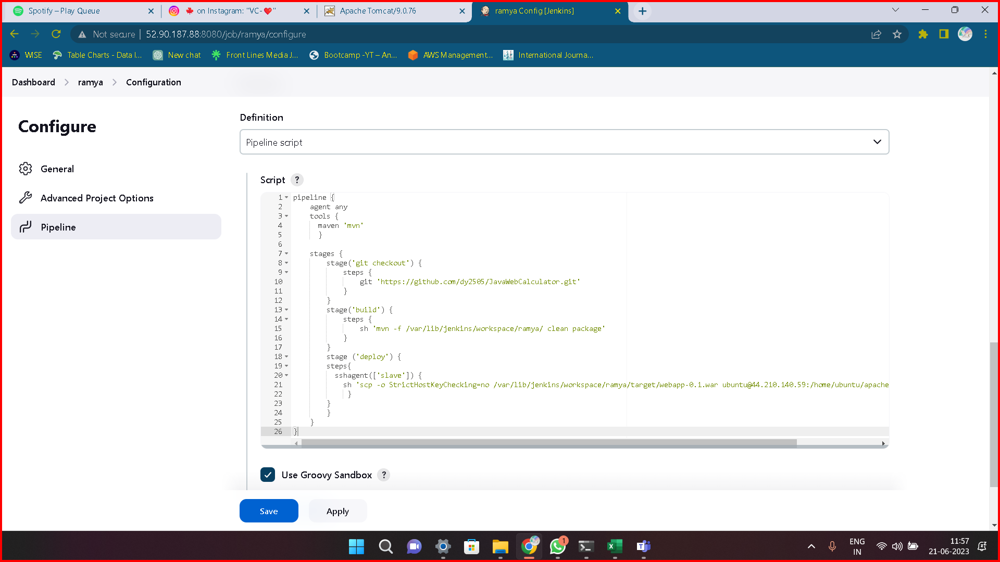 Spotify – Play Queue
on Instagram: "VC-❤️"
Apache Tomcat/9.0.76
ramya Config [Jenkins]
Not secure | 52.90.187.88:8080/job/ramya/configure
WISE
Table Charts - Data I...
New chat
Front Lines Media J...
Bootcamp -YT – An...
AWS Management...
International Journa...
Dashboard
ramya
Configuration
Configure
General
Advanced Project Options
Pipeline
Definition
Pipeline script
Script ?
1 pipeline {
2 agent any
3 tools {
4 maven 'mvn'
5 }
6
7 stages {
8 stage('git checkout') {
9 steps {
10 git 'https://github.com/dy2505/JavaWebCalculator.git'
11 }
12 }
13 stage('build') {
14 steps {
15 sh 'mvn -f /var/lib/jenkins/workspace/ramya/ clean package'
16 }
17 }
18 stage ('deploy') {
19 steps{
20 sshagent(['slave']) {
21 sh 'scp -o StrictHostKeyChecking=no /var/lib/jenkins/workspace/ramya/target/webapp-0.1.war ubuntu@44.210.140.59:/home/ubuntu/apache
22 }
23 }
24 }
25 }
26 }
Use Groovy Sandbox ?
Save
Apply
1
ENG
IN
11:57
21-06-2023